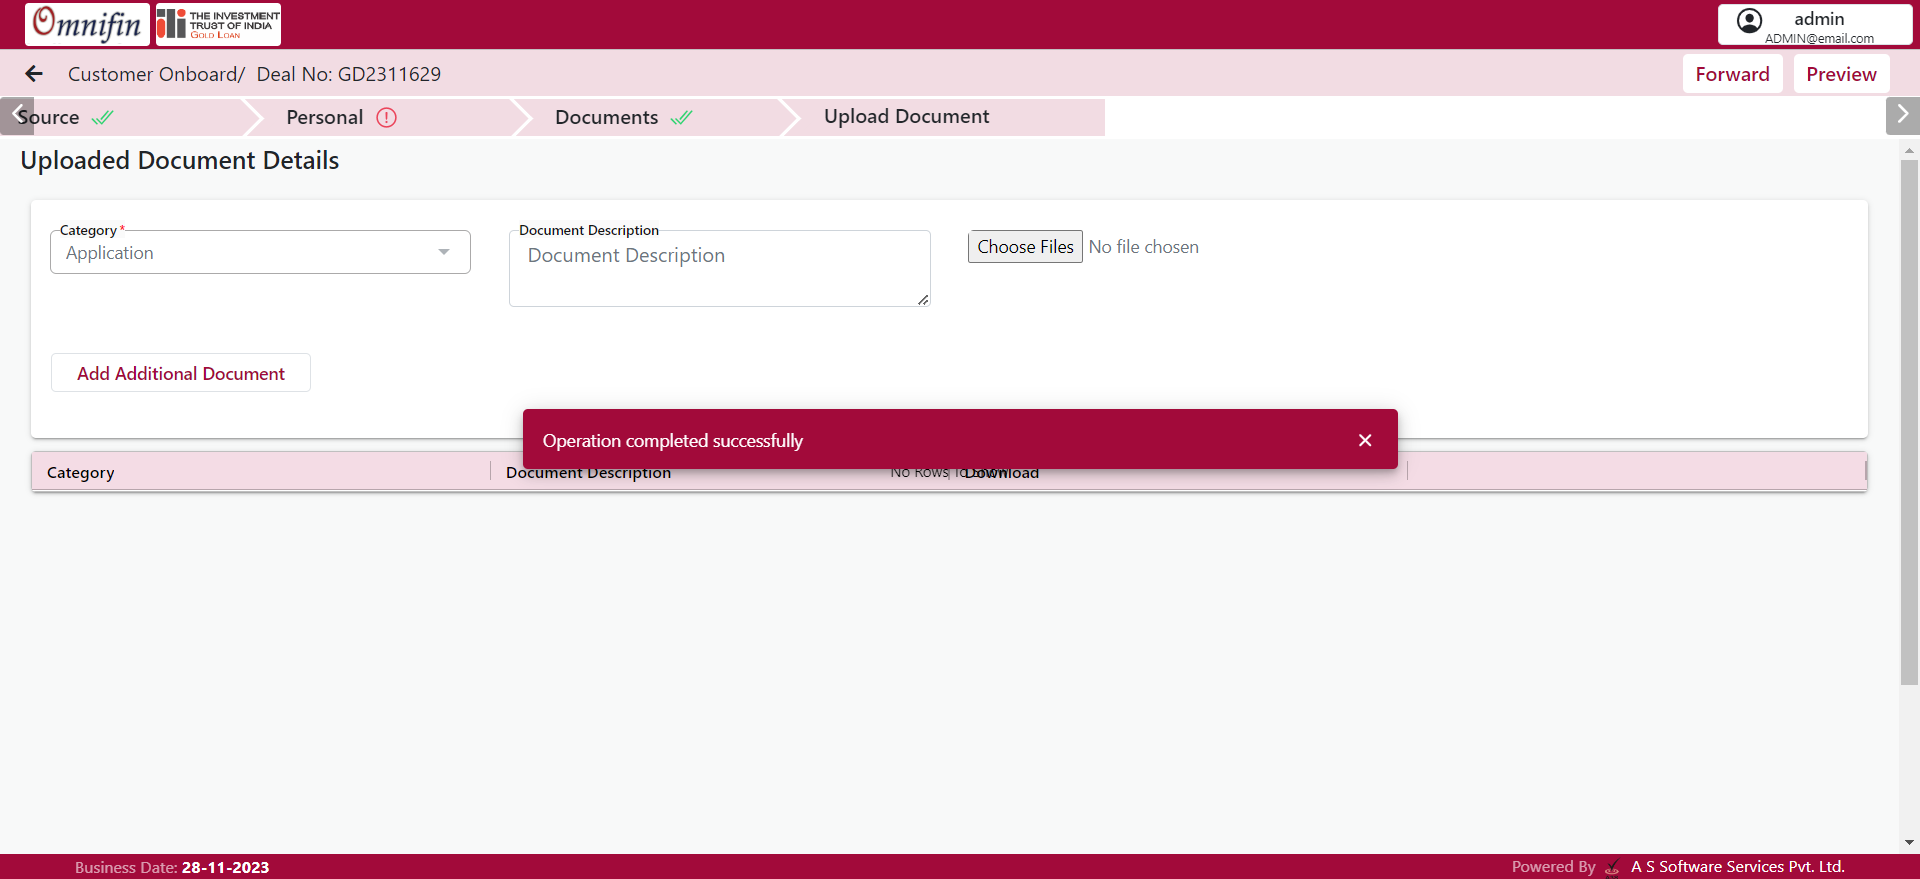 Omnifin
THE INVESTMENT
TRUST OF INDIA
GOLD LOAN
admin
ADMIN@email.com
Customer Onboard/ Deal No: GD2311629
Forward
Preview
Source
Personal
Documents
Upload Document
Uploaded Document Details
Category *
Application
Document Description
Document Description
Choose Files No file chosen
Add Additional Document
Operation completed successfully
Category
Document Description
No Rows To Show
Download
Business Date: 28-11-2023
Powered By A S Software Services Pvt. Ltd.